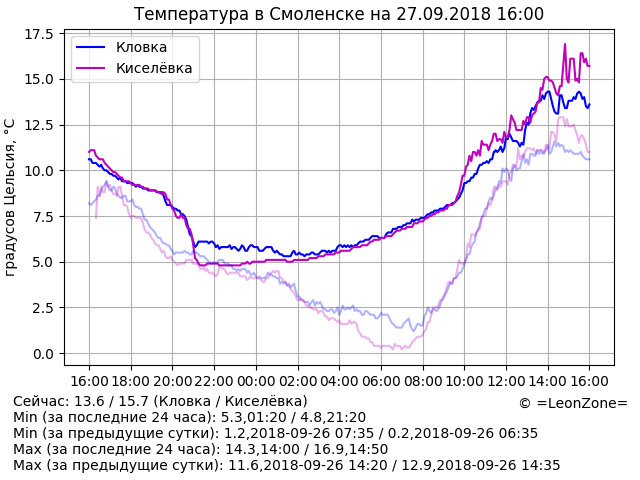 Температура в Смоленске на 27.09.2018 16:00
Кловка
Киселёвка
градусов Цельсия, °C
17.5
15.0
12.5
10.0
7.5
5.0
2.5
0.0
16:00 18:00 20:00 22:00 00:00 02:00 04:00 06:00 08:00 10:00 12:00 14:00 16:00
Сейчас: 13.6 / 15.7 (Кловка / Киселёвка)
© =LeonZone=
Min (за последние 24 часа): 5.3,01:20 / 4.8,21:20
Min (за предыдущие сутки): 1.2,2018-09-26 07:35 / 0.2,2018-09-26 06:35
Max (за последние 24 часа): 14.3,14:00 / 16.9,14:50
Max (за предыдущие сутки): 11.6,2018-09-26 14:20 / 12.9,2018-09-26 14:35